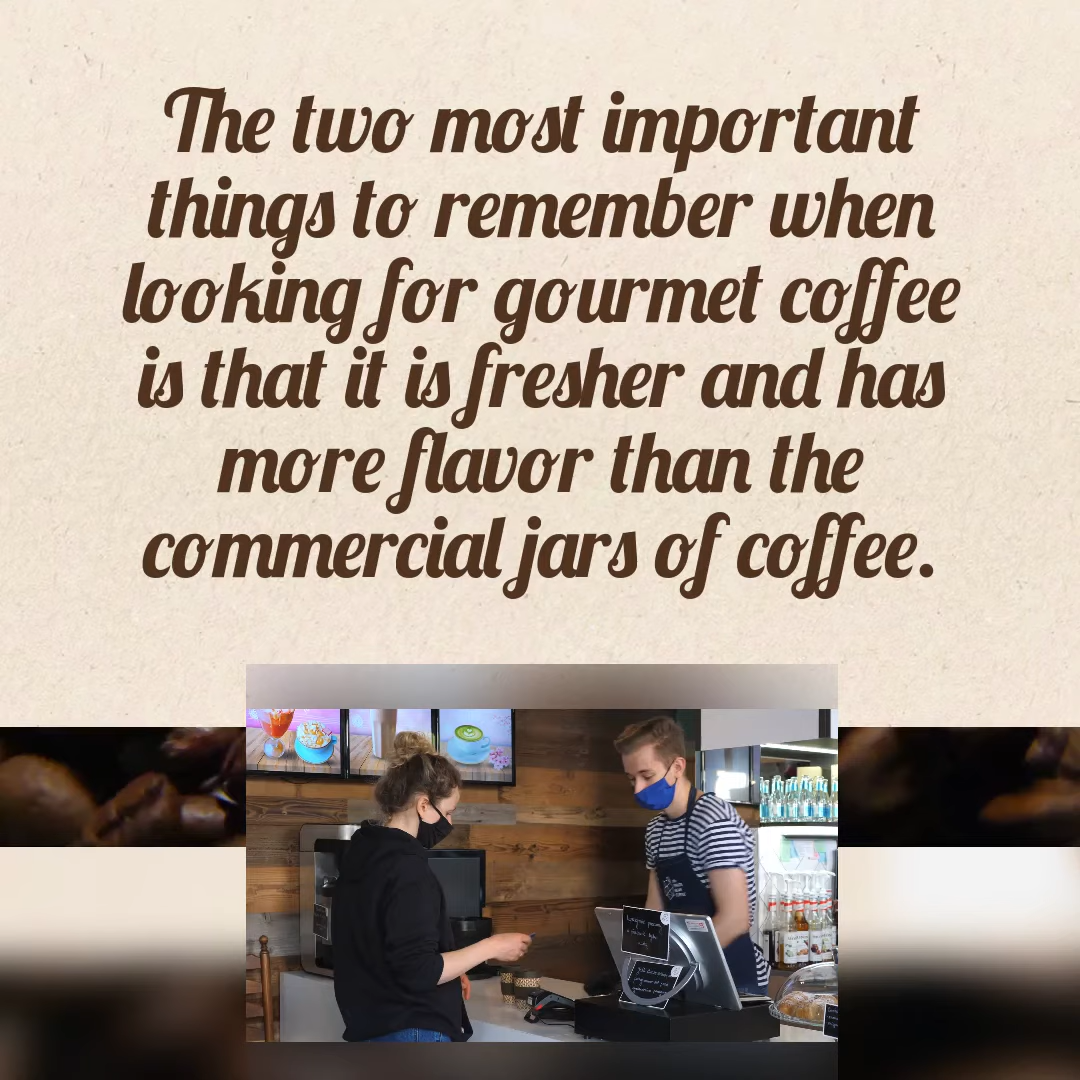 The two most important
things to remember when
looking for gourmet coffee
is that it is fresher and has
more flavor than the
commercial jars of coffee.